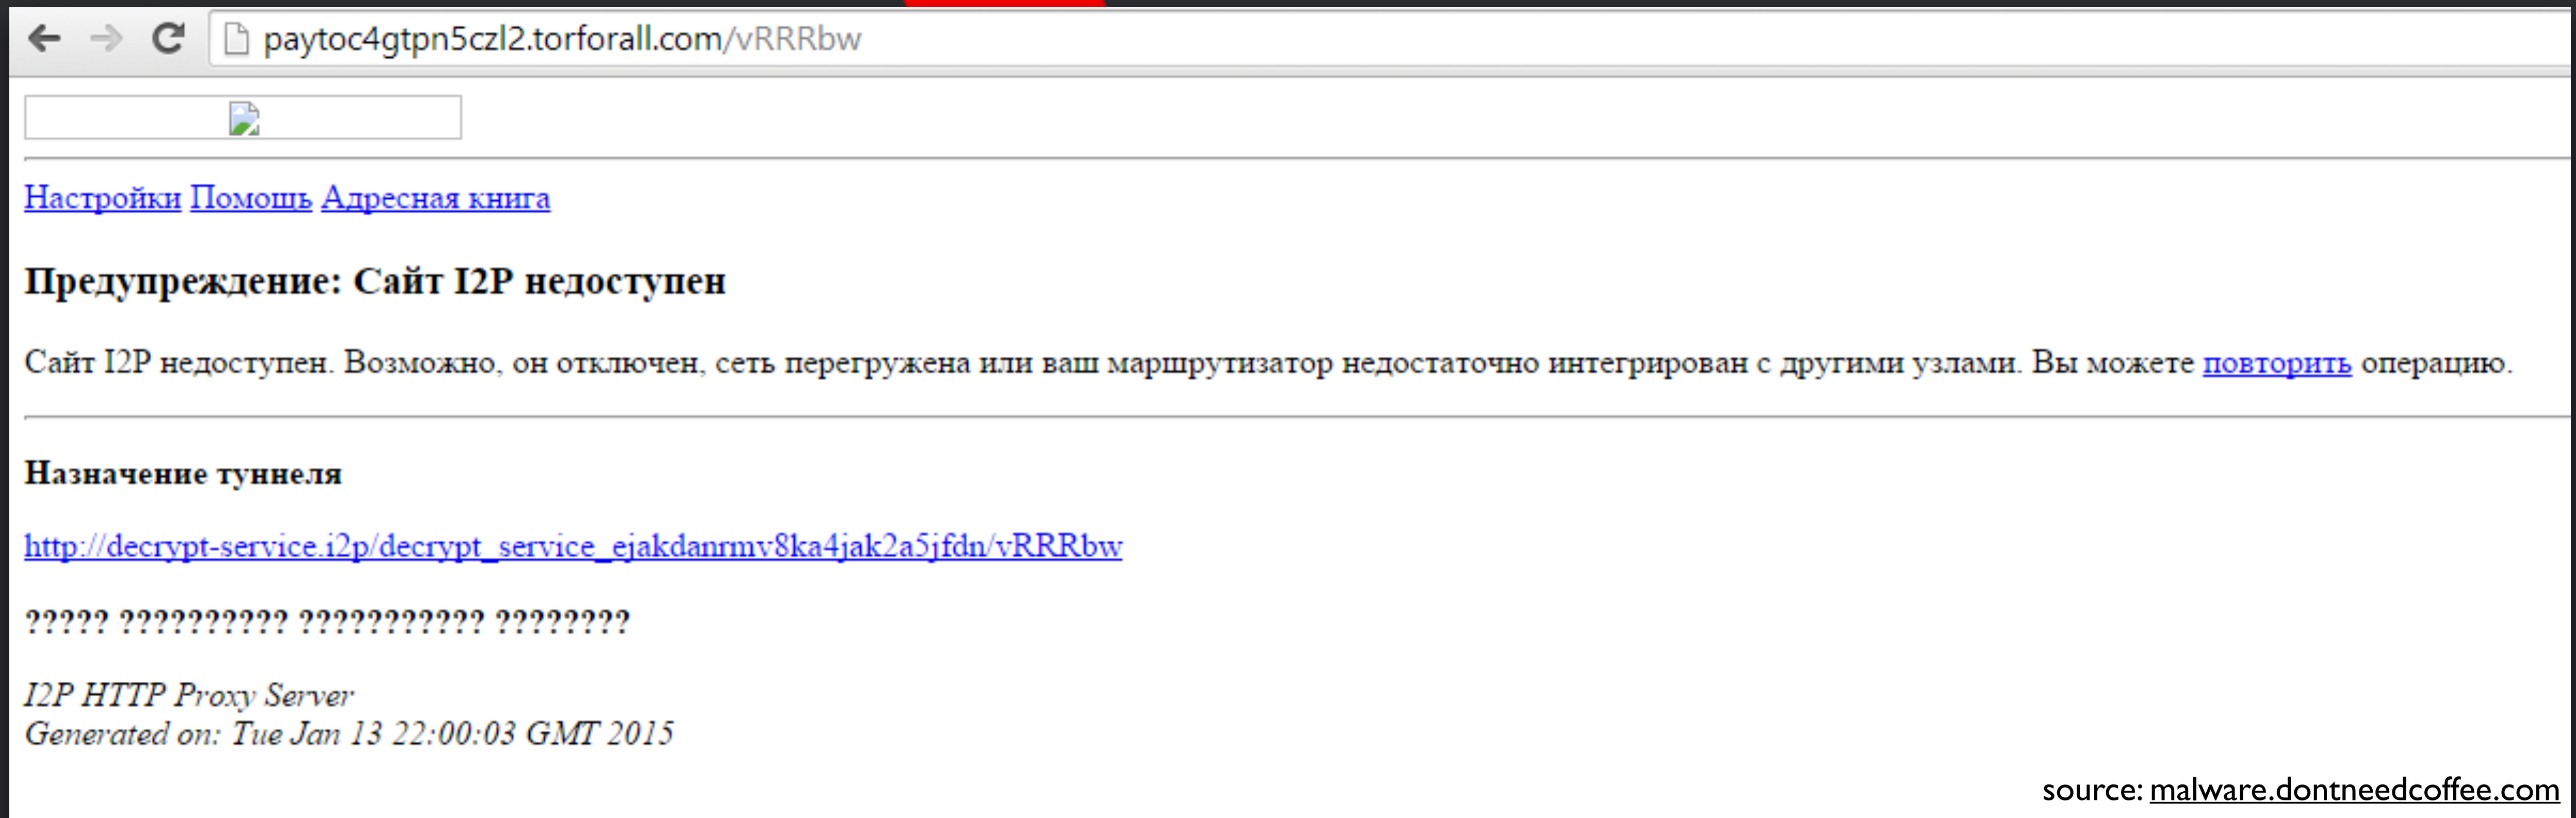 paytoc4gtpn5czl2.torforall.com/vRRRbw
Настройки Помощь Адресная книга
Предупреждение: Сайт I2P недоступен
Сайт I2P недоступен. Возможно, он отключен, сеть перегружена или ваш маршрутизатор недостаточно интегрирован с другими узлами. Вы можете повторить операцию.
Назначение туннеля
http://decrypt-service.i2p/decrypt_service_ejakdanrmv8ka4jak2a5jfdn/vRRRbw
????? ?????????? ??????????? ????????
I2P HTTP Proxy Server
Generated on: Tue Jan 13 22:00:03 GMT 2015
source: malware.dontneedcoffee.com